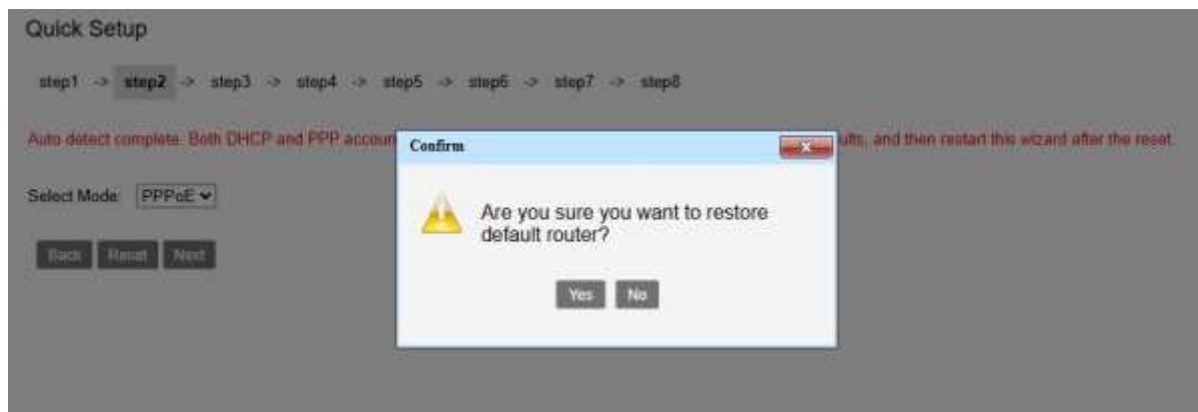 Quick Setup
step1 -> step2 -> step3 -> step4 -> step5 -> step6 -> step7 -> step8
Auto detect complete. Both DHCP and PPP accoun
ults, and then restart this wizard after the reset.
Select Mode: PPPoE
Back Reset Next
Confirm
x
Are you sure you want to restore
default router?
Yes No